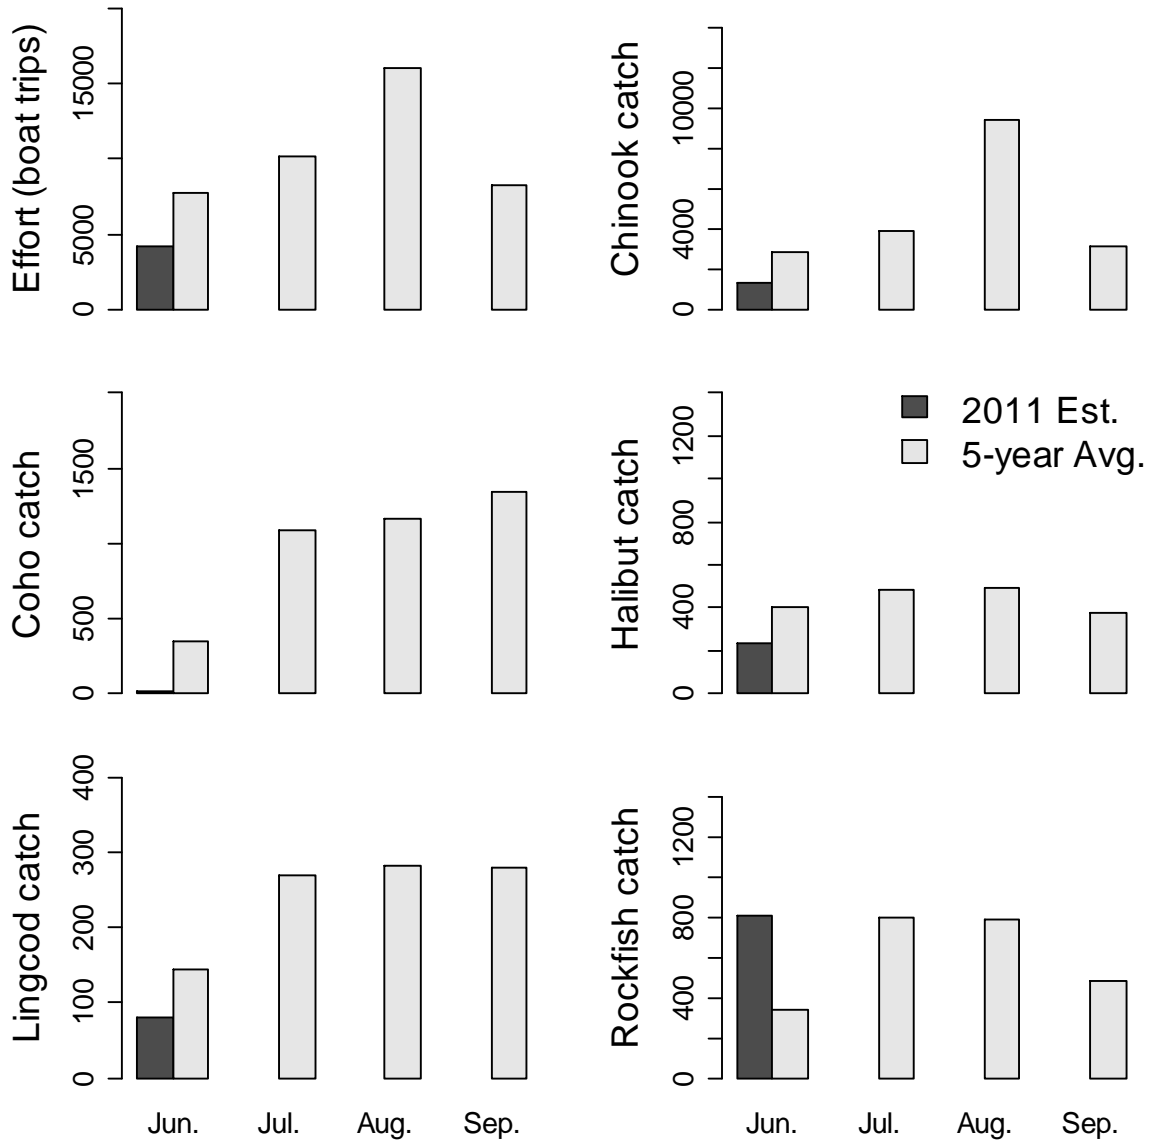 Effort (boat trips)
0 5000 15000
Chinook catch
0 4000 10000
Coho catch
0 500 1500
Halibut catch
0 400 800 1200
2011 Est.
5-year Avg.
Lingcod catch
0 100 200 300 400
Rockfish catch
0 400 800 1200
Jun. Jul. Aug. Sep.
Jun. Jul. Aug. Sep.